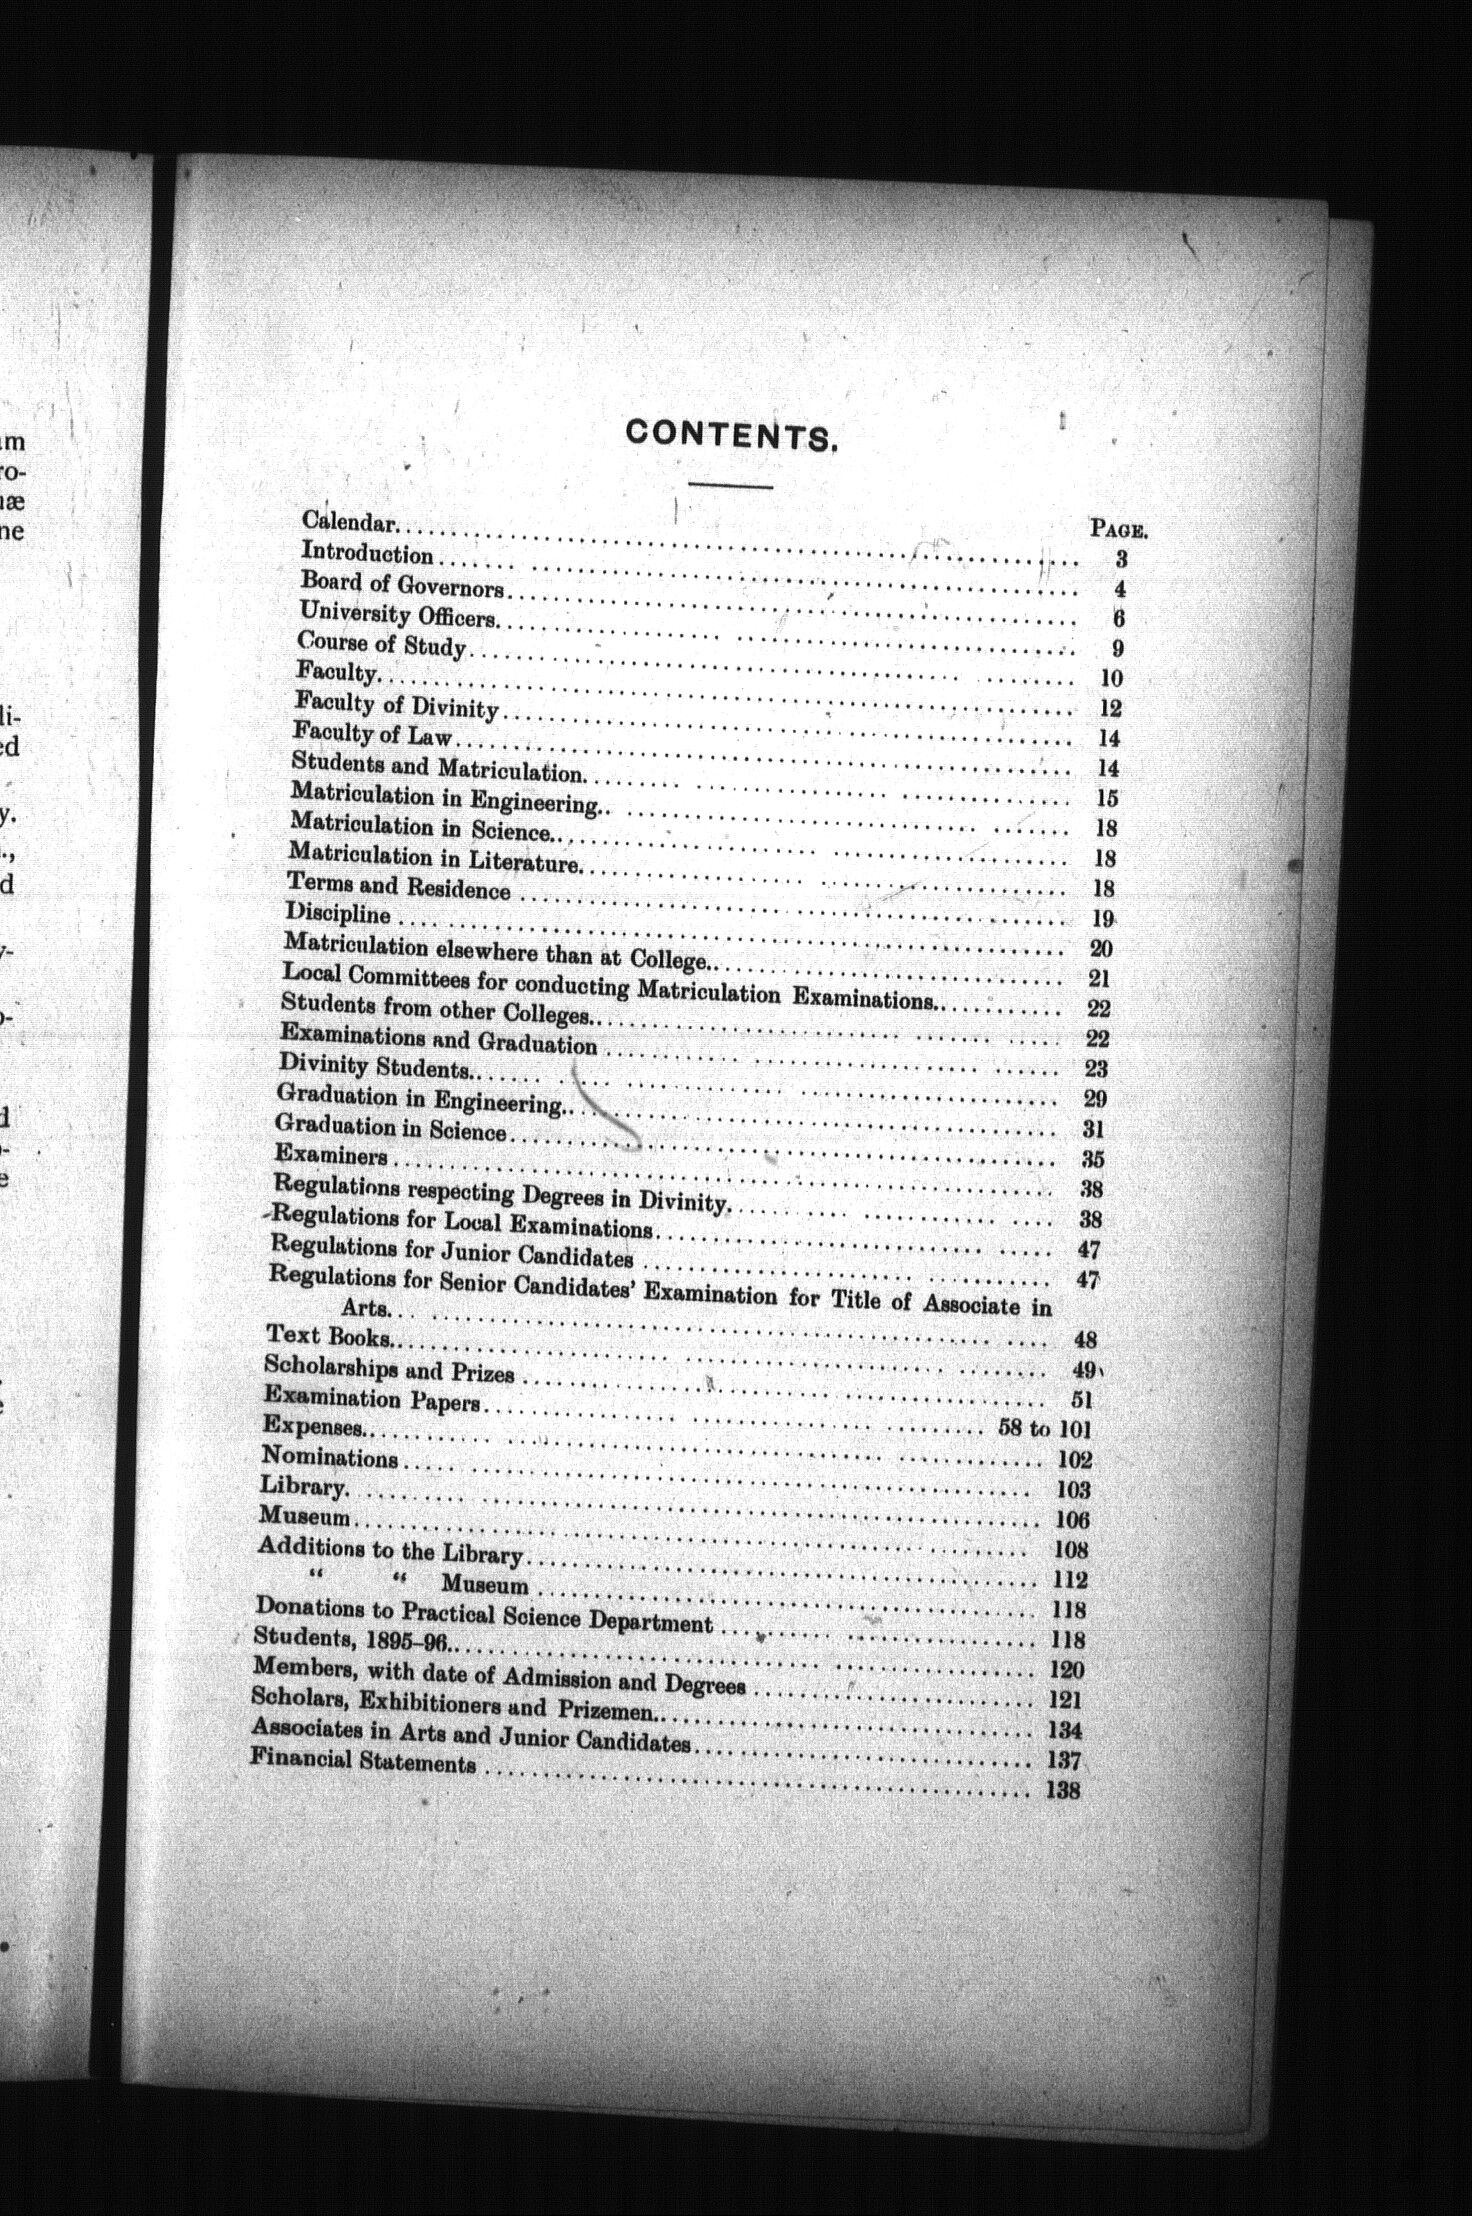 CONTENTS.
PAGE.
Calendar........ 3
Introduction........ 4
Board of Governors........ 6
University Officers........ 9
Course of Study........ 10
Faculty........ 12
Faculty of Divinity........ 14
Faculty of Law........ 14
Students and Matriculation........ 15
Matriculation in Engineering........ 18
Matriculation in Science........ 18
Matriculation in Literature........ 18
Terms and Residence........ 19
Discipline........ 20
Matriculation elsewhere than at College........ 21
Local Committees for conducting Matriculation Examinations........ 22
Students from other Colleges........ 22
Examinations and Graduation........ 23
Divinity Students........ 29
Graduation in Engineering........ 31
Graduation in Science........ 35
Examiners........ 38
Regulations respecting Degrees in Divinity........ 38
Regulations for Local Examinations........ 47
Regulations for Junior Candidates........ 47
Regulations for Senior Candidates' Examination for Title of Associate in
Arts........ 48
Text Books........ 49
Scholarships and Prizes........ 51
Examination Papers........ 58 to 101
Expenses........ 102
Nominations........ 103
Library........ 106
Museum........ 108
Additions to the Library........ 112
" " Museum........ 118
Donations to Practical Science Department........ 118
Students, 1895-96........ 120
Members, with date of Admission and Degrees........ 121
Scholars, Exhibitioners and Prizemen........ 134
Associates in Arts and Junior Candidates........ 137
Financial Statements........ 138